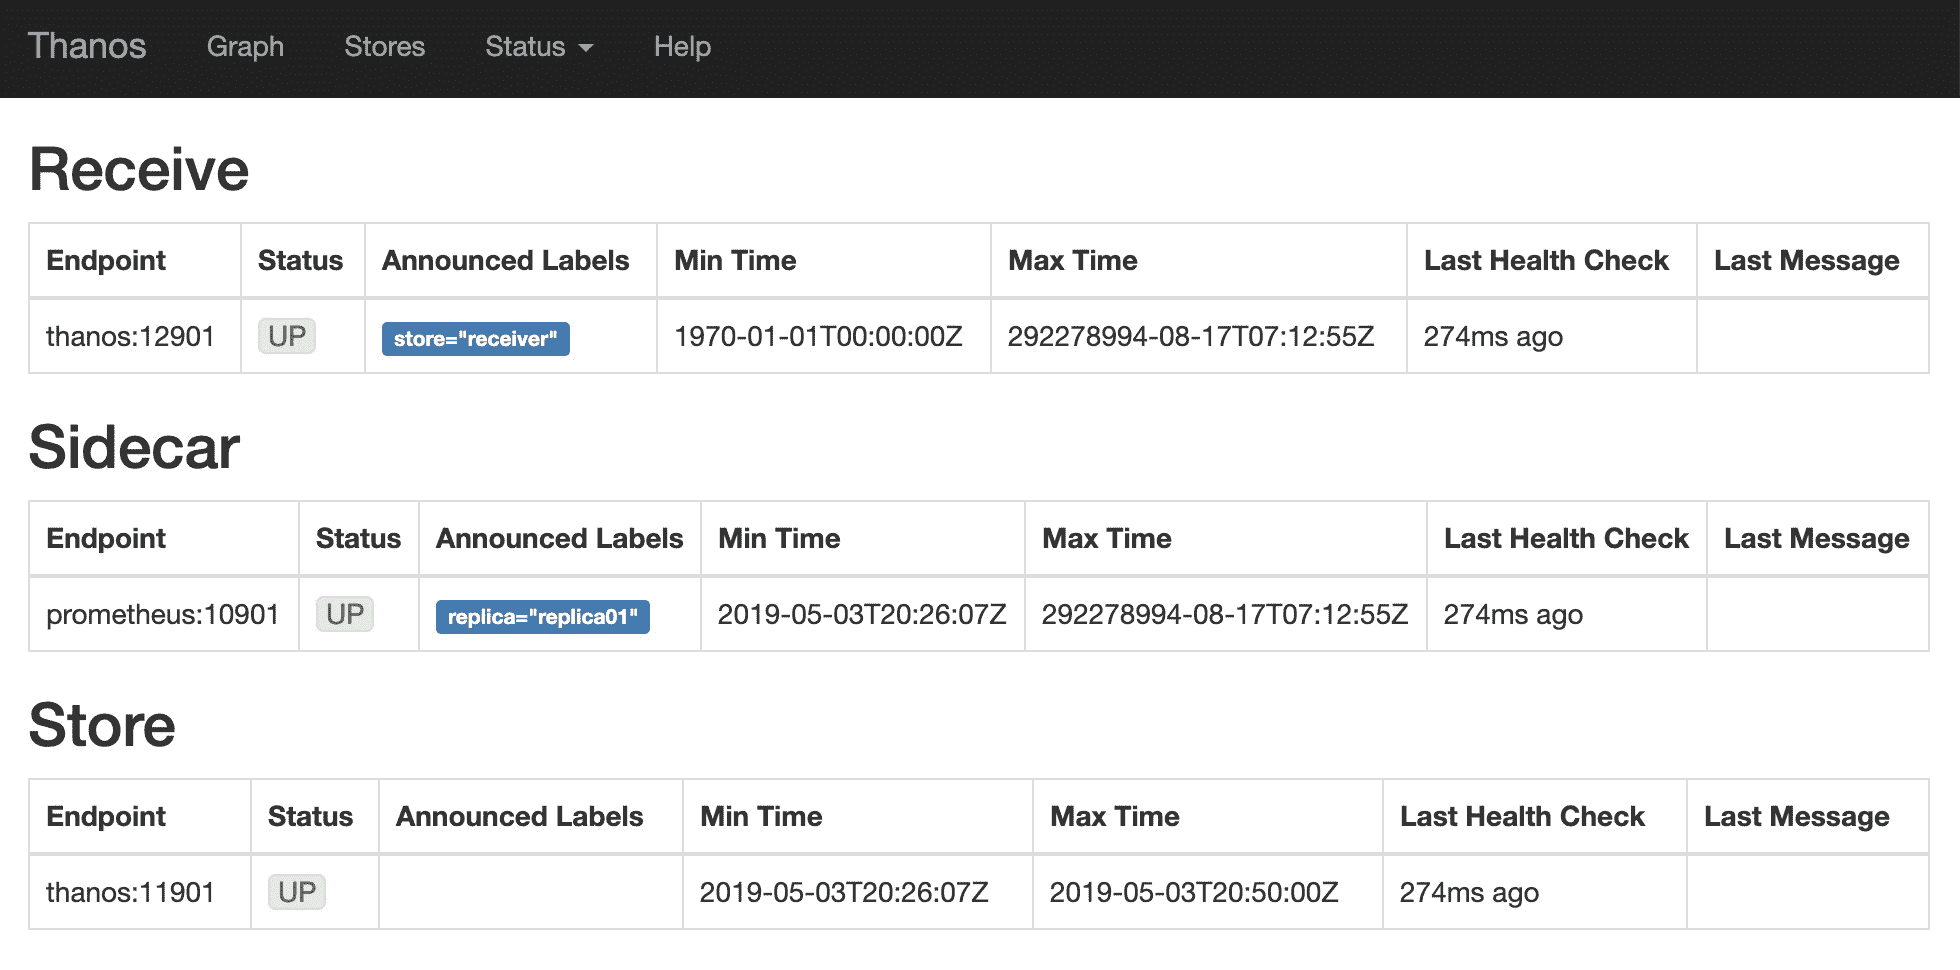 Thanos Graph Stores Status Help
Receive
Endpoint Status Announced Labels Min Time Max Time Last Health Check Last Message
thanos:12901 UP store="receiver" 1970-01-01T00:00:00Z 292278994-08-17T07:12:55Z 274ms ago
Sidecar
Endpoint Status Announced Labels Min Time Max Time Last Health Check Last Message
prometheus:10901 UP replica="replica01" 2019-05-03T20:26:07Z 292278994-08-17T07:12:55Z 274ms ago
Store
Endpoint Status Announced Labels Min Time Max Time Last Health Check Last Message
thanos:11901 UP 2019-05-03T20:26:07Z 2019-05-03T20:50:00Z 274ms ago